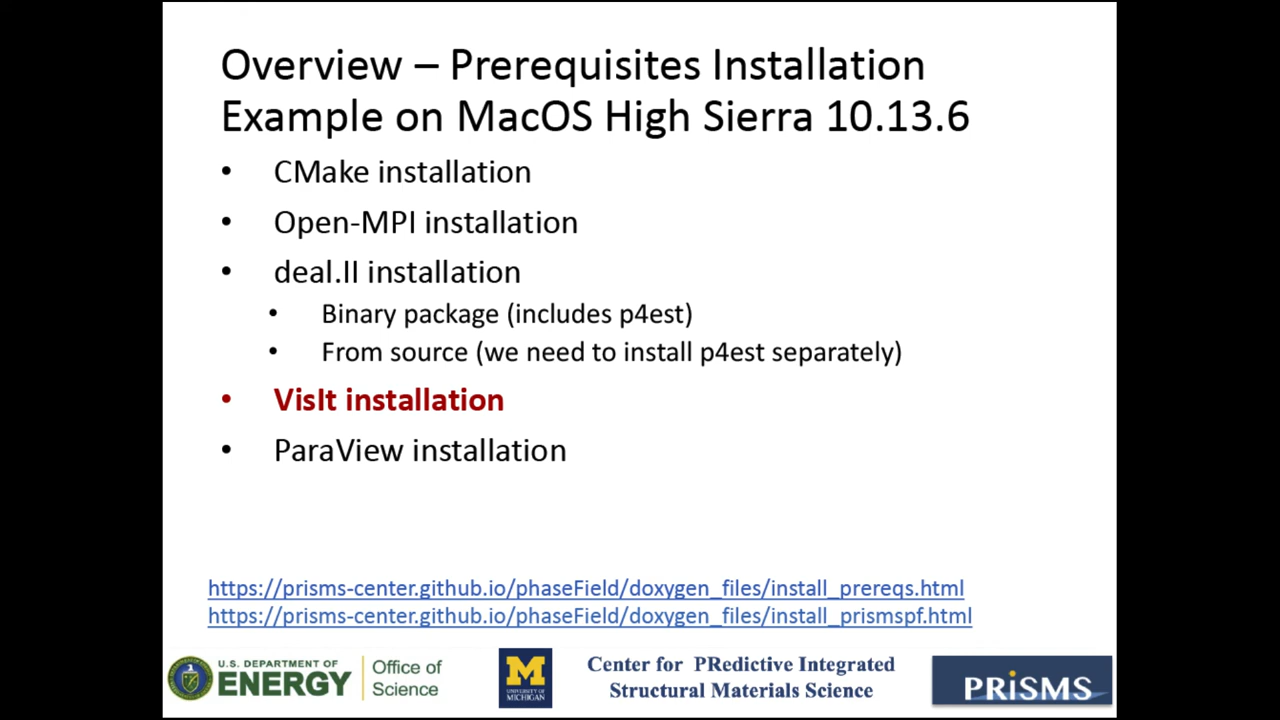 Overview – Prerequisites Installation
Example on MacOS High Sierra 10.13.6
• CMake installation
• Open-MPI installation
• deal.II installation
• Binary package (includes p4est)
• From source (we need to install p4est separately)
• VisIt installation
• ParaView installation
https://prisms-center.github.io/phaseField/doxygen_files/install_prereqs.html
https://prisms-center.github.io/phaseField/doxygen_files/install_prismspf.html
U.S. DEPARTMENT OF
ENERGY
Office of
Science
UNIVERSITY OF
MICHIGAN
Center for PRedictive Integrated
Structural Materials Science
PRiSMS